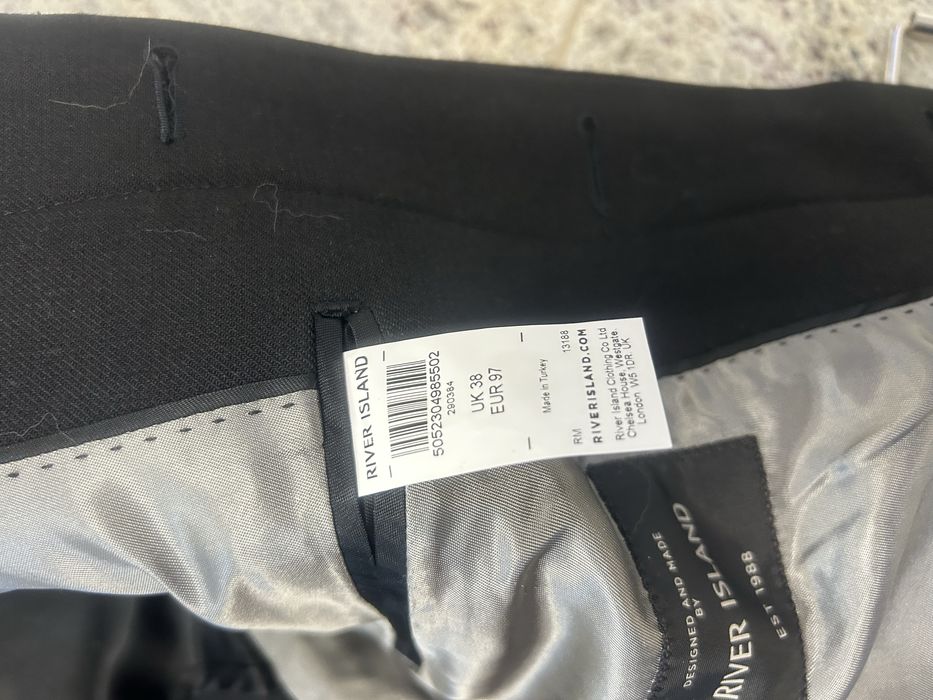 RIVER ISLAND
5052304985502
290384
UK 38
EUR 97
Made in Turkey
13188
RM
RIVERISLAND.COM
River Island Clothing Co Ltd
Chelsea House, Westgate,
London W5 1DR UK
DESIGNED AND MADE
BY
RIVER ISLAND
EST 1988